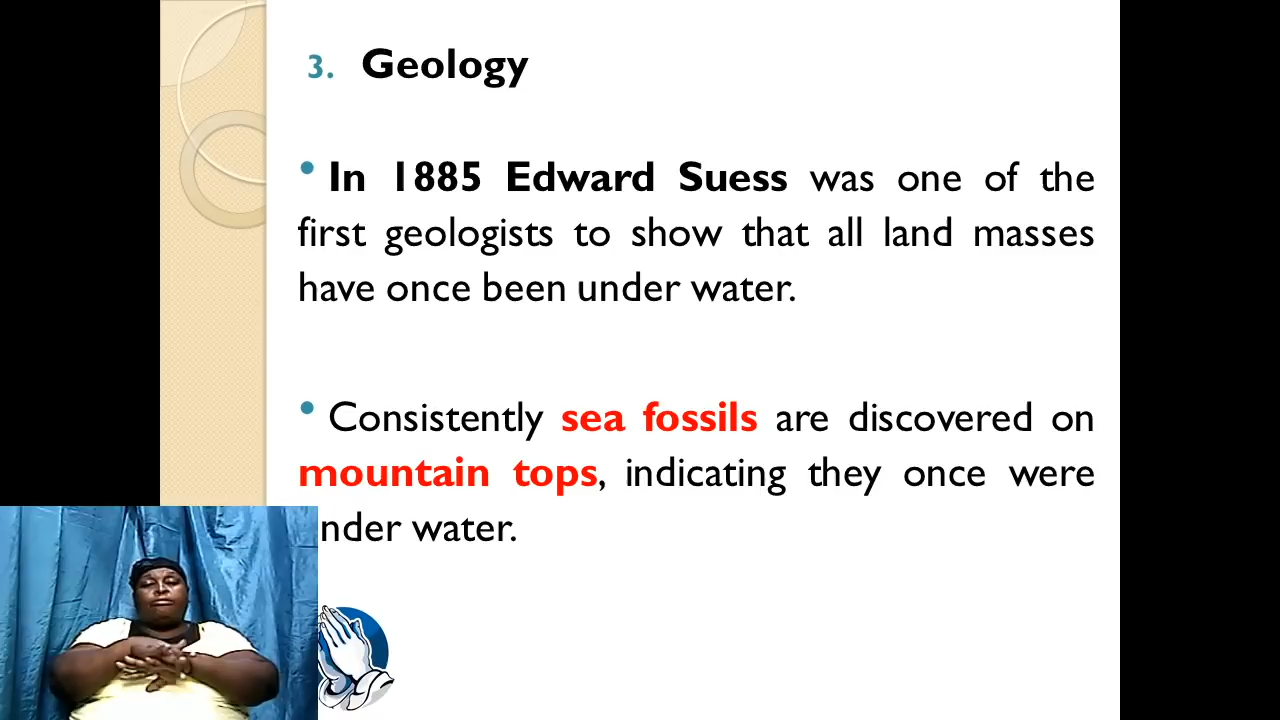 3. Geology
• In 1885 Edward Suess was one of the
first geologists to show that all land masses
have once been under water.
• Consistently sea fossils are discovered on
mountain tops, indicating they once were
nder water.